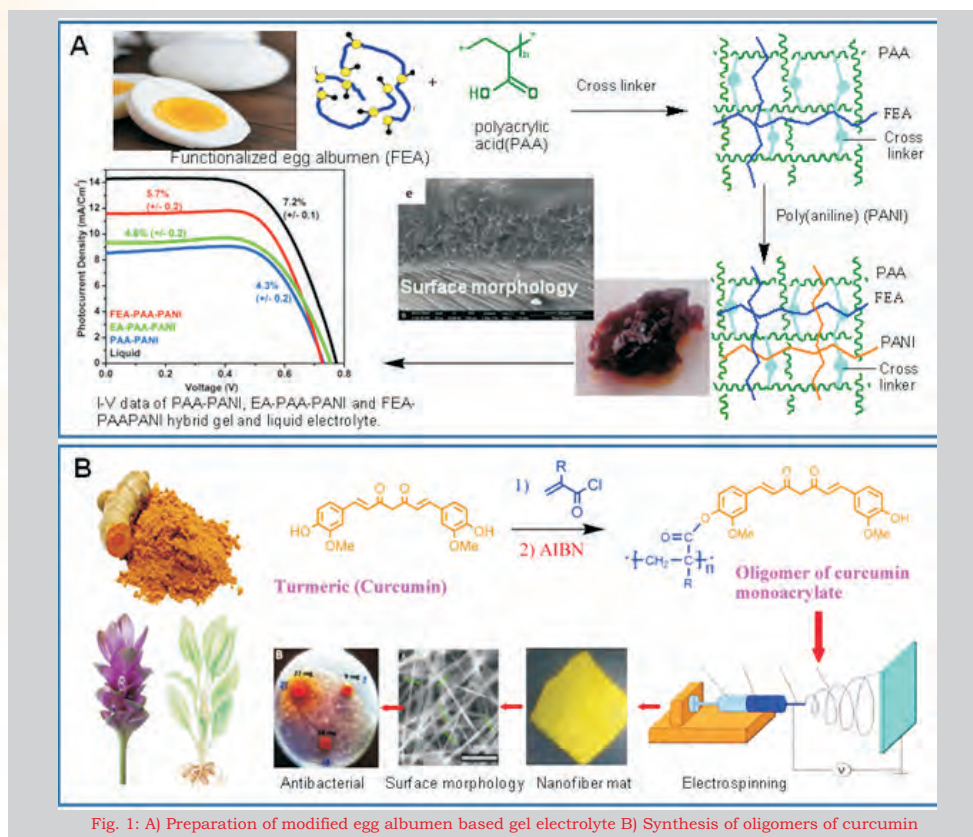 A
+
HO
O
n
polyacrylic
acid(PAA)
Cross linker
PAA
FEA
Cross
linker
Functionalized egg albumen (FEA)
Poly(aniline) (PANI)
PAA
FEA
PANI
Cross
linker
e
Surface morphology
Photocurrent Density (mA/Cm²)
14
12
10
8
6
4
2
0
5.7%
(+/- 0.2)
7.2%
(+/- 0.1)
4.8% (+/- 0.2)
4.3%
(+/- 0.2)
FEA-PAA-PANI
EA-PAA-PANI
PAA-PANI
Liquid
0.0 0.2 0.4 0.6 0.8
Voltage (V)
I-V data of PAA-PANI, EA-PAA-PANI and FEA-
PAAPANI hybrid gel and liquid electrolyte.
B
O O
HO
OMe
OMe
OH
Turmeric (Curcumin)
1)
R
Cl
O
2) AIBN
O O
O
OMe
OMe
OH
O
CH₂
C
n
R
Oligomer of curcumin
monoacrylate
B
Antibacterial
Surface morphology
Nanofiber mat
Electrospinning
V
Fig. 1: A) Preparation of modified egg albumen based gel electrolyte B) Synthesis of oligomers of curcumin